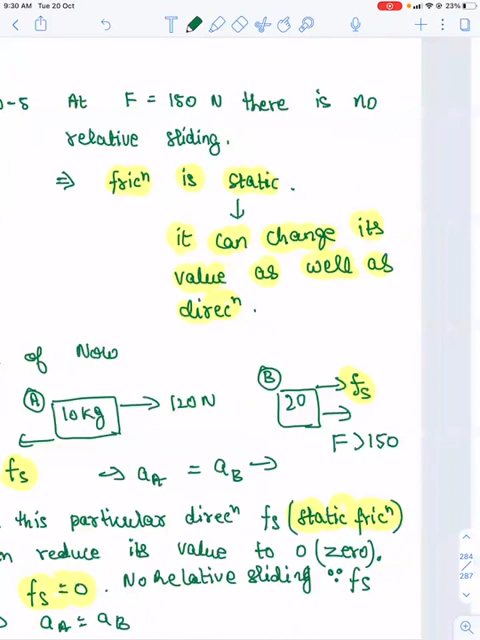 9:30 AM Tue 20 Oct
23%
-5 At F = 150 N there is no
relative sliding.
⇒ fricⁿ is static.
↓
it can change its
value as well as
direcⁿ.
of Now
A 10kg → 120N
B 20 → fs
→ F>150
← fs
⇒ aA = aB →
this particular direcⁿ fs (static fricⁿ)
reduce its value to 0 (zero).
fs = 0. No Relative sliding ∵ fs
aA = aB
284
287